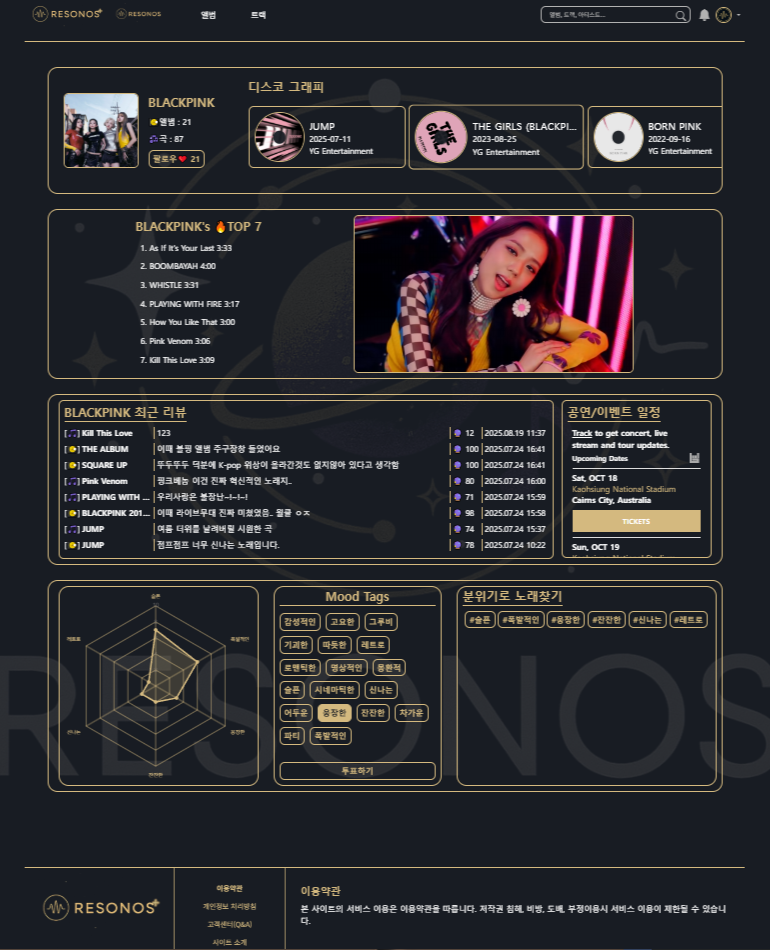 RESONOS
RESONOS
앨범
트랙
앨범, 트랙, 아티스트...
BLACKPINK
앨범 : 21
곡 : 87
팔로우 21
디스코 그래피
JUMP
2025-07-11
YG Entertainment
THE GIRLS (BLACKPI...
2023-08-25
YG Entertainment
BORN PINK
2022-09-16
YG Entertainment
BLACKPINK's TOP 7
1. As If It's Your Last 3:33
2. BOOMBAYAH 4:00
3. WHISTLE 3:31
4. PLAYING WITH FIRE 3:17
5. How You Like That 3:00
6. Pink Venom 3:06
7. Kill This Love 3:09
BLACKPINK 최근 리뷰
[ ] Kill This Love 123 12 2025.08.19 11:37
[ ] THE ALBUM 이때 블핑 앨범 주구장창 들었어요 100 2025.07.24 16:41
[ ] SQUARE UP 뚜두뚜두 덕분에 K-pop 위상이 올라간것도 없지않아 있다고 생각함 100 2025.07.24 16:41
[ ] Pink Venom 핑크베놈 이건 진짜 혁신적인 노래지.. 80 2025.07.24 16:00
[ ] PLAYING WITH ... 우리사랑은 불장난~!~!~! 71 2025.07.24 15:59
[ ] BLACKPINK 201... 이때 라이브무대 진짜 미쳤었음.. 월클 ㅇㅈ 98 2025.07.24 15:58
[ ] JUMP 여름 더위를 날려버릴 시원한 곡 74 2025.07.24 15:37
[ ] JUMP 점프점프 너무 신나는 노래입니다. 78 2025.07.24 10:22
공연/이벤트 일정
Track to get concert, live
stream and tour updates.
Upcoming Dates
Sat, OCT 18
Kaohsiung National Stadium
Cairns City, Australia
TICKETS
Sun, OCT 19
Kaohsiung National Stadium
슬픈
폭발적인
웅장한
잔잔한
신나는
레트로
Mood Tags
감성적인 고요한 그루비
기괴한 따듯한 레트로
로맨틱한 명상적인 몽환적
슬픈 시네마틱한 신나는
어두운 웅장한 잔잔한 차가운
파티 폭발적인
투표하기
분위기로 노래찾기
#슬픈 #폭발적인 #웅장한 #잔잔한 #신나는 #레트로
RESONOS
RESONOS
이용약관
개인정보 처리방침
고객센터(Q&A)
사이트 소개
이용약관
본 사이트의 서비스 이용은 이용약관을 따릅니다. 저작권 침해, 비방, 도배, 부정이용시 서비스 이용이 제한될 수 있습니
다.